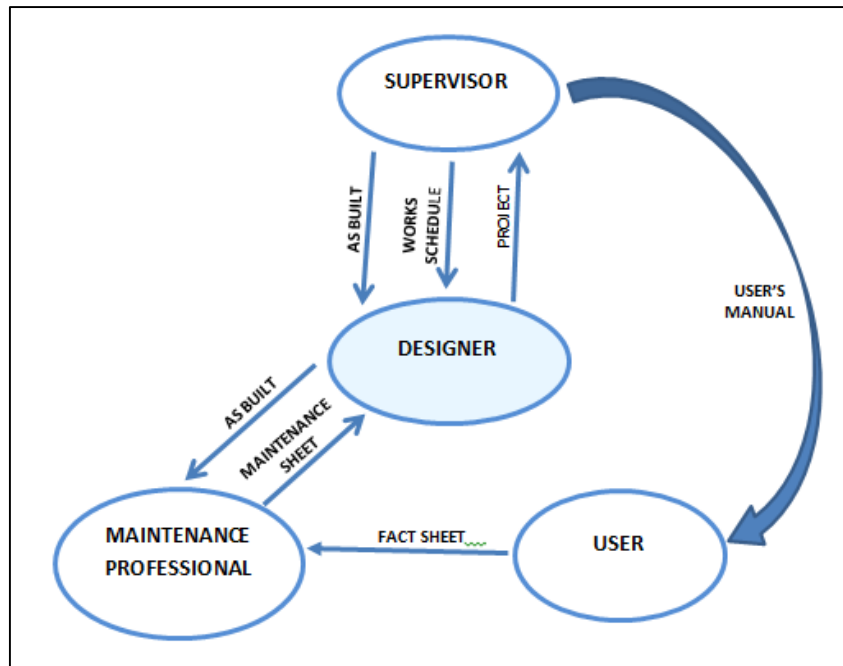 SUPERVISOR
AS BUILT
WORKS
SCHEDULE
PROJECT
USER'S
MANUAL
DESIGNER
AS BUILT
MAINTENANCE
SHEET
MAINTENANCE
PROFESSIONAL
FACT SHEET
USER